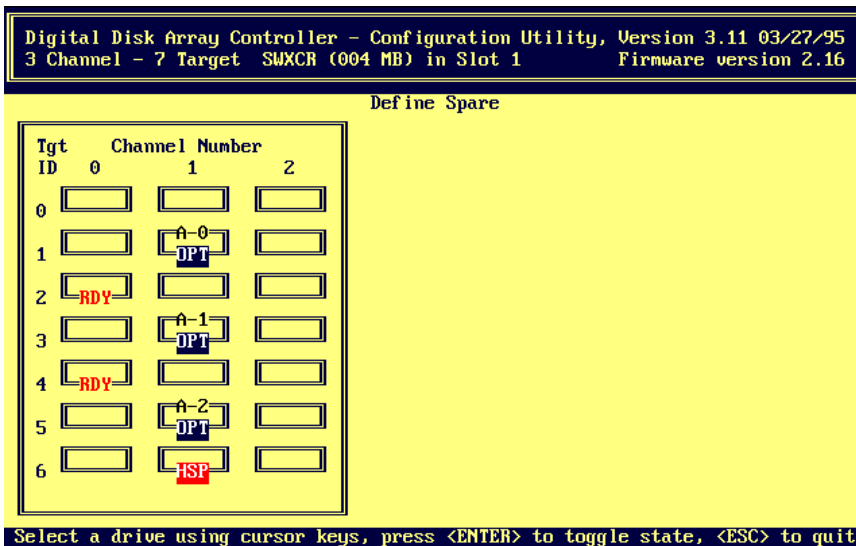 Digital Disk Array Controller – Configuration Utility, Version 3.11 03/27/95
3 Channel – 7 Target SWXCR (004 MB) in Slot 1 Firmware version 2.16
Define Spare
Tgt Channel Number
ID 0 1 2
0
A-0
1 OPT
2 RDY
A-1
3 OPT
4 RDY
A-2
5 OPT
6 HSP
Select a drive using cursor keys, press <ENTER> to toggle state, <ESC> to quit